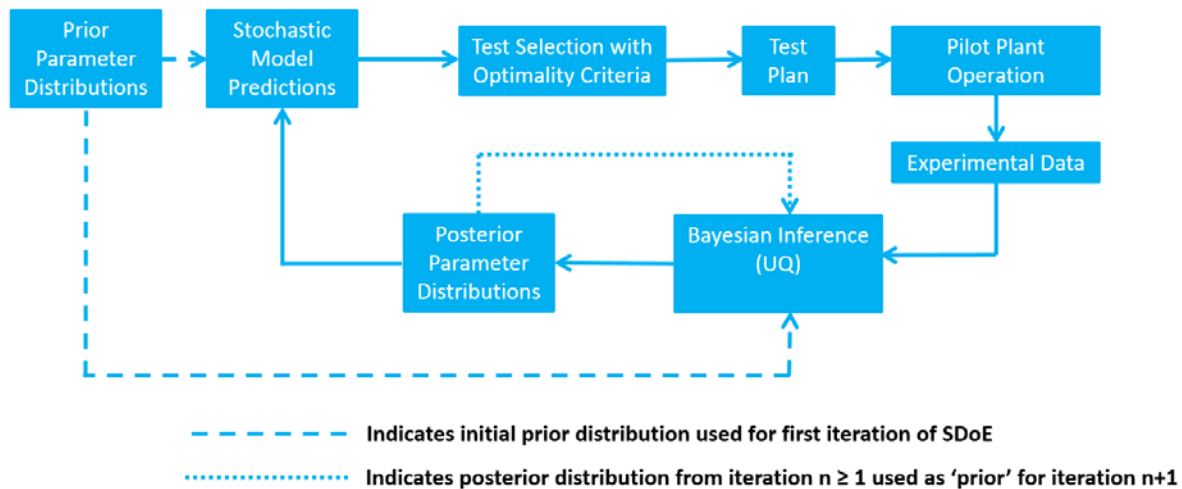 Prior
Parameter
Distributions
Stochastic
Model
Predictions
Test Selection with
Optimality Criteria
Test
Plan
Pilot Plant
Operation
Experimental Data
Posterior
Parameter
Distributions
Bayesian Inference
(UQ)
Indicates initial prior distribution used for first iteration of SDoE
Indicates posterior distribution from iteration n ≥ 1 used as ‘prior’ for iteration n+1